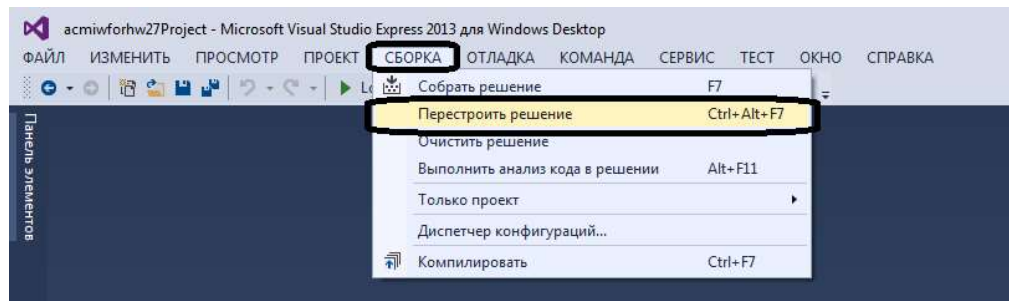 acmiwforhw27Project - Microsoft Visual Studio Express 2013 для Windows Desktop
ФАЙЛ ИЗМЕНИТЬ ПРОСМОТР ПРОЕКТ СБОРКА ОТЛАДКА КОМАНДА СЕРВИС ТЕСТ ОКНО СПРАВКА
Собрать решение F7
Перестроить решение Ctrl+Alt+F7
Очистить решение
Выполнить анализ кода в решении Alt+F11
Только проект
Диспетчер конфигураций...
Компилировать Ctrl+F7
Панель элементов